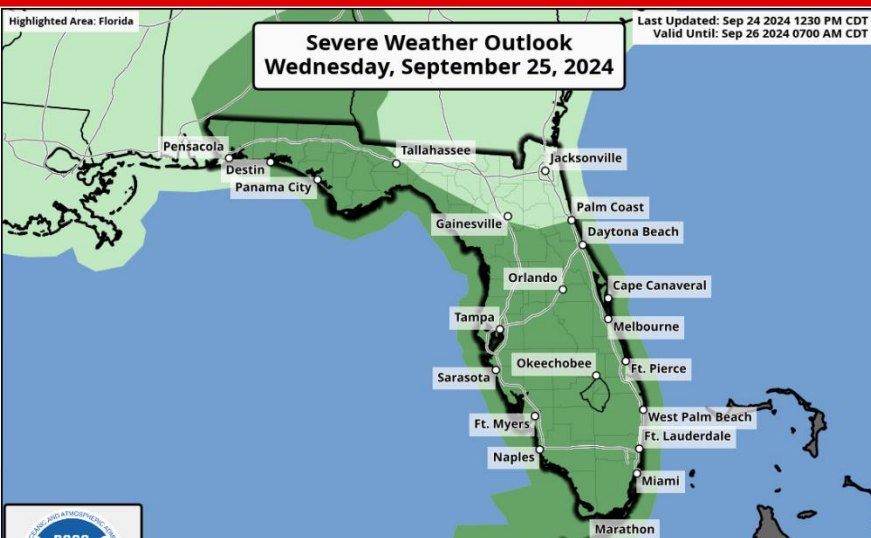 Highlighted Area: Florida
Severe Weather Outlook
Wednesday, September 25, 2024
Last Updated: Sep 24 2024 1230 PM CDT
Valid Until: Sep 26 2024 0700 AM CDT
Pensacola
Destin
Panama City
Tallahassee
Jacksonville
Palm Coast
Gainesville
Daytona Beach
Orlando
Cape Canaveral
Tampa
Melbourne
Okeechobee
Ft. Pierce
Sarasota
West Palm Beach
Ft. Myers
Ft. Lauderdale
Naples
Miami
Marathon